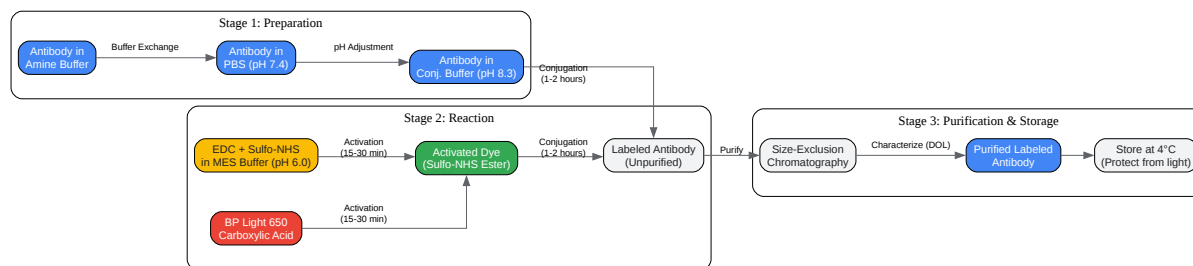 Stage 1: Preparation
Antibody in
Amine Buffer
Buffer Exchange
Antibody in
PBS (pH 7.4)
pH Adjustment
Antibody in
Conj. Buffer (pH 8.3)
Conjugation
(1-2 hours)
Stage 2: Reaction
EDC + Sulfo-NHS
in MES Buffer (pH 6.0)
Activation
(15-30 min)
Activated Dye
(Sulfo-NHS Ester)
Conjugation
(1-2 hours)
Labeled Antibody
(Unpurified)
BP Light 650
Carboxylic Acid
Activation
(15-30 min)
Purify
Stage 3: Purification & Storage
Size-Exclusion
Chromatography
Characterize (DOL)
Purified Labeled
Antibody
Store at 4°C
(Protect from light)